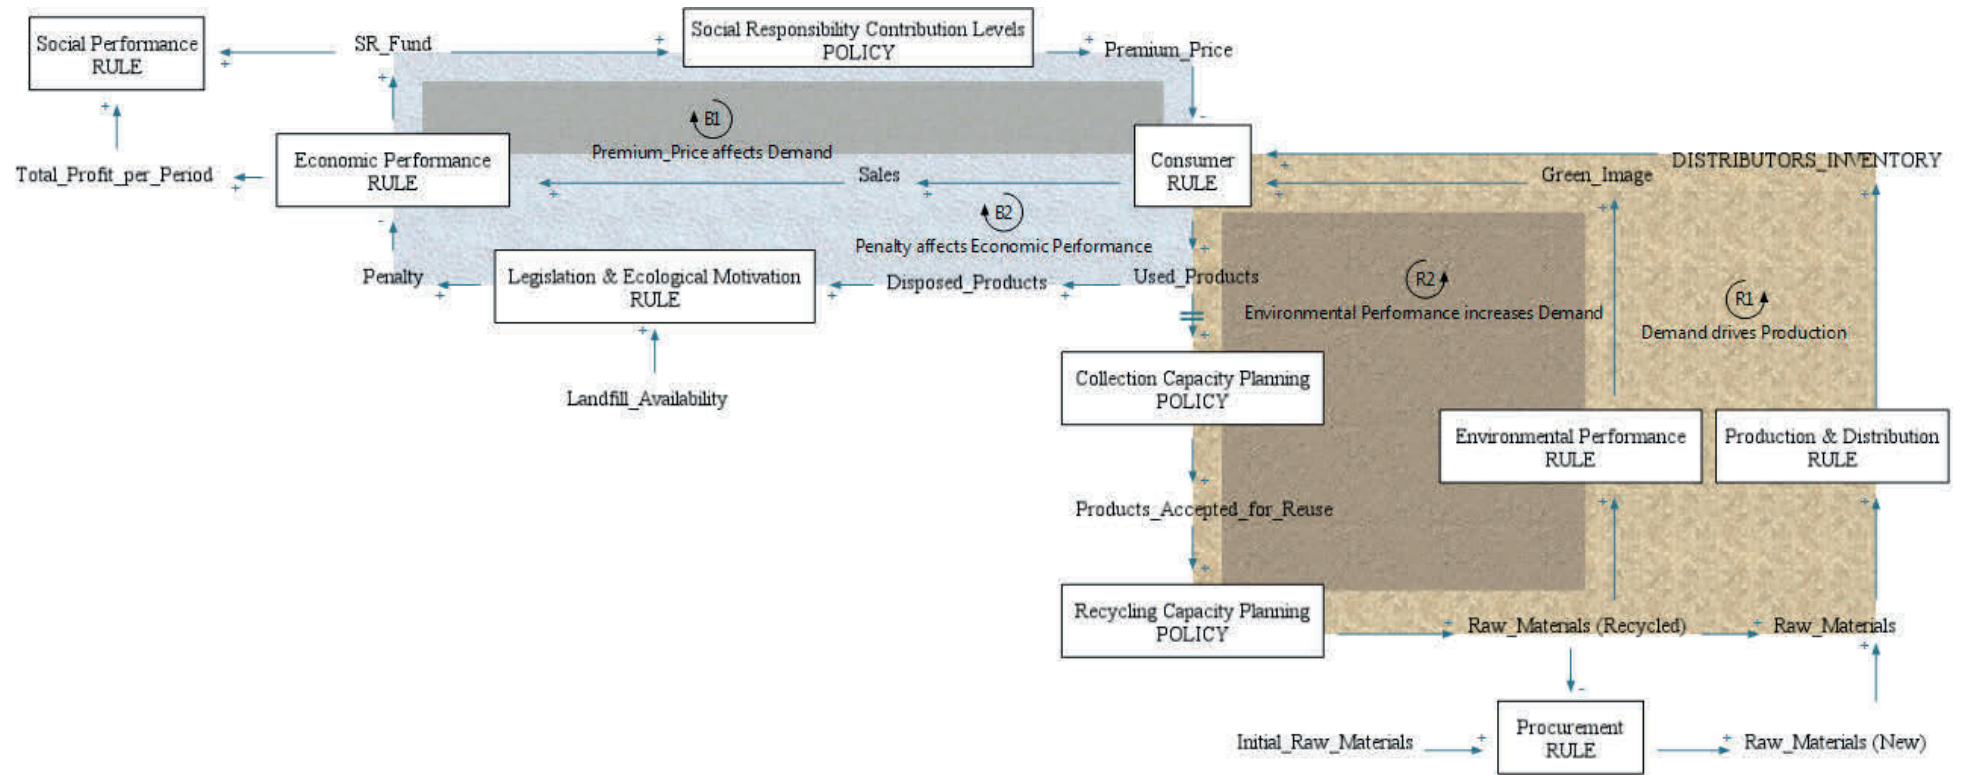 Social Performance
RULE
SR_Fund
Social Responsibility Contribution Levels
POLICY
Premium_Price
+
+
+
+
+
-
B1
Premium_Price affects Demand
Total_Profit_per_Period
+
Economic Performance
RULE
Sales
+
+
Consumer
RULE
DISTRIBUTORS_INVENTORY
+
Green_Image
+
+
+
B2
Penalty affects Economic Performance
-
+
Penalty
+
Legislation & Ecological Motivation
RULE
+
Disposed_Products
+
Used_Products
R2
Environmental Performance increases Demand
R1
Demand drives Production
+
+
Landfill_Availability
Collection Capacity Planning
POLICY
Environmental Performance
RULE
Production & Distribution
RULE
+
+
+
Products_Accepted_for_Reuse
+
Recycling Capacity Planning
POLICY
+
Raw_Materials (Recycled)
+
Raw_Materials
+
-
Initial_Raw_Materials
+
Procurement
RULE
+
Raw_Materials (New)